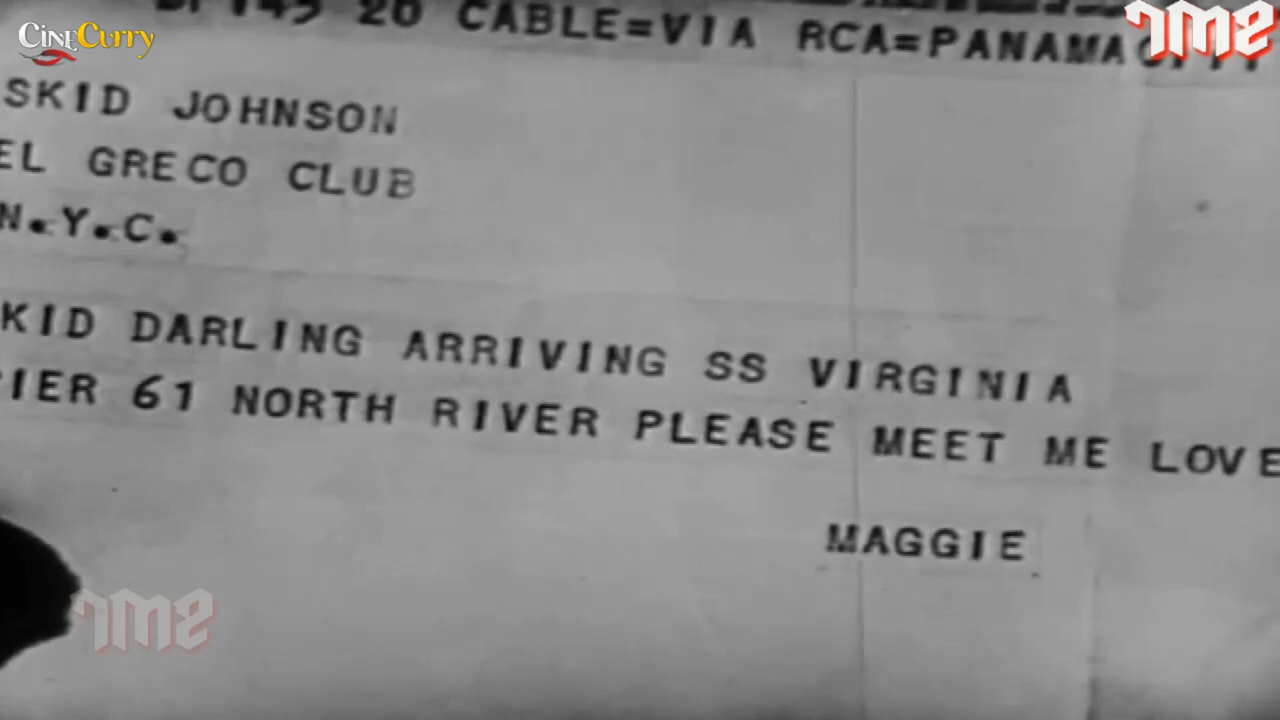 CINECURRY
20 CABLE=VIA RCA=PANAMA
SKID JOHNSON
EL GRECO CLUB
N.Y.C.
KID DARLING ARRIVING SS VIRGINIA
PIER 61 NORTH RIVER PLEASE MEET ME LOVE
MAGGIE